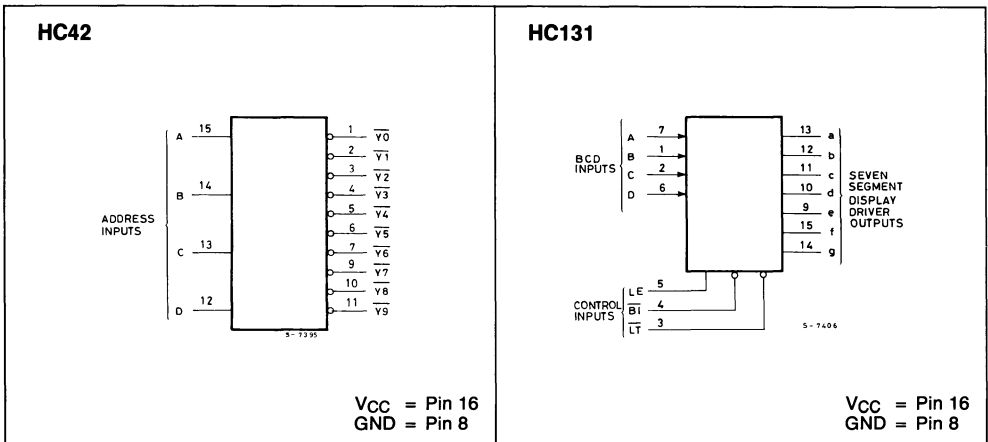 HC42
A 15
B 14
C 13
D 12
ADDRESS
INPUTS
1 Y0
2 Y1
3 Y2
4 Y3
5 Y4
6 Y5
7 Y6
9 Y7
10 Y8
11 Y9
S-7395
VCC = Pin 16
GND = Pin 8
HC131
BCD
INPUTS
A 7
B 1
C 2
D 6
13 a
12 b
11 c
10 d
9 e
15 f
14 g
SEVEN
SEGMENT
DISPLAY
DRIVER
OUTPUTS
CONTROL
INPUTS
LE 5
BI 4
LT 3
S-7406
VCC = Pin 16
GND = Pin 8